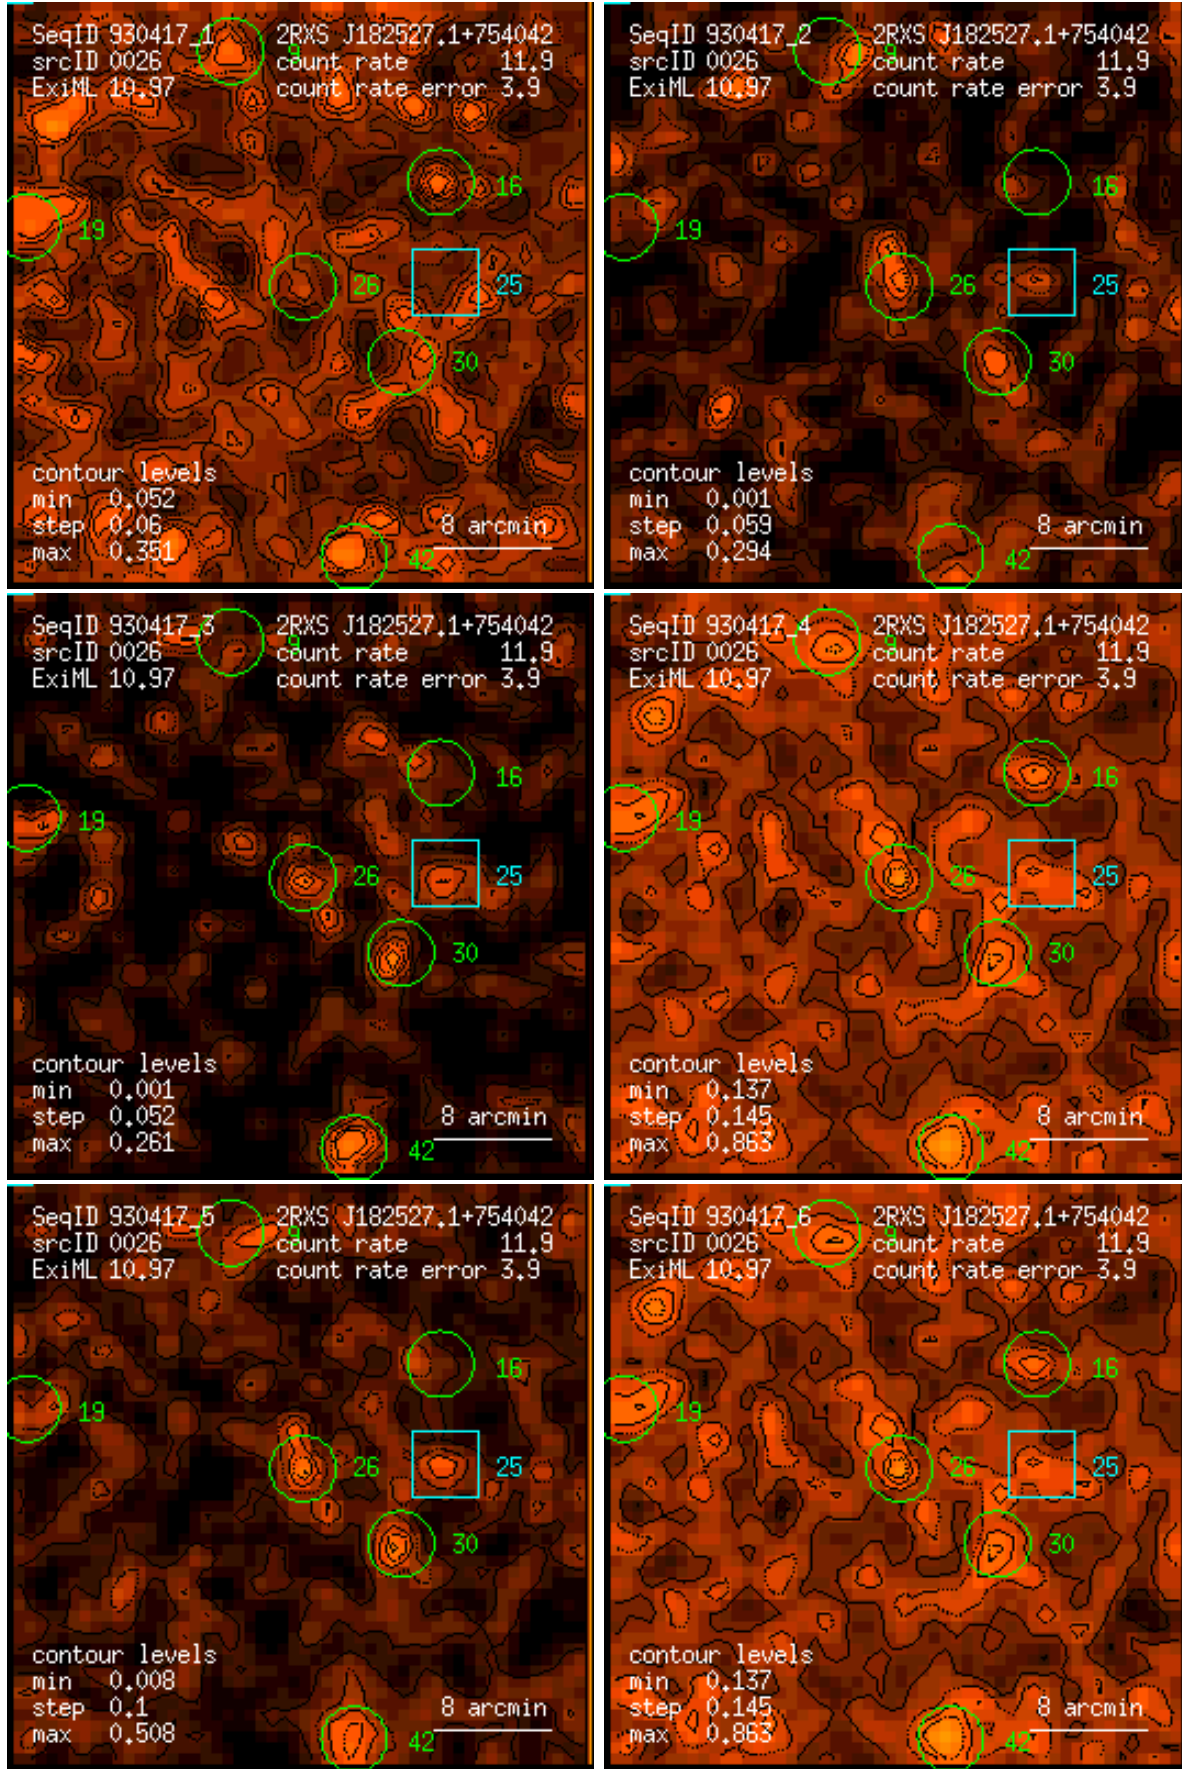 SeqID 930417_1 2RXS J182527.1+754042
srcID 0026 count rate 11.9
ExiML 10.97 count rate error 3.9
9
16
19
26
25
30
contour levels
min 0.052
step 0.06
max 0.351
8 arcmin
42
SeqID 930417_2 2RXS J182527.1+754042
srcID 0026 count rate 11.9
ExiML 10.97 count rate error 3.9
16
19
26
25
30
contour levels
min 0.001
step 0.059
max 0.294
8 arcmin
42
SeqID 930417_3 2RXS J182527.1+754042
srcID 0026 count rate 11.9
ExiML 10.97 count rate error 3.9
9
16
19
26
25
30
contour levels
min 0.001
step 0.052
max 0.261
8 arcmin
42
SeqID 930417_4 2RXS J182527.1+754042
srcID 0026 count rate 11.9
ExiML 10.97 count rate error 3.9
9
16
19
26
25
30
contour levels
min 0.137
step 0.145
max 0.863
8 arcmin
42
SeqID 930417_5 2RXS J182527.1+754042
srcID 0026 count rate 11.9
ExiML 10.97 count rate error 3.9
9
16
19
26
25
30
contour levels
min 0.008
step 0.1
max 0.508
8 arcmin
42
SeqID 930417_6 2RXS J182527.1+754042
srcID 0026 count rate 11.9
ExiML 10.97 count rate error 3.9
9
16
19
26
25
30
contour levels
min 0.137
step 0.145
max 0.863
8 arcmin
42